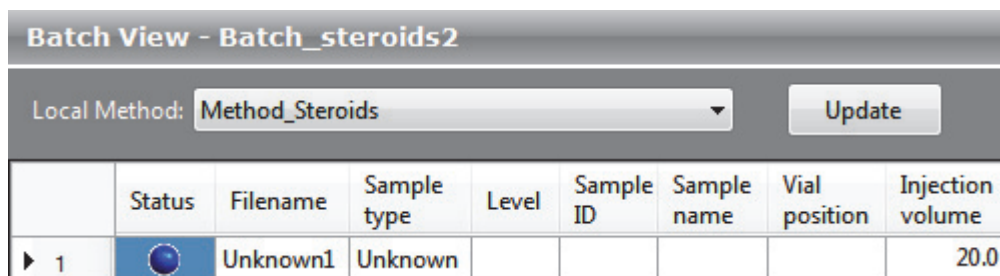 Batch View - Batch_steroids2
Local Method: Method_Steroids Update
Status Filename Sample type Level Sample ID Sample name Vial position Injection volume
1 Unknown1 Unknown 20.0